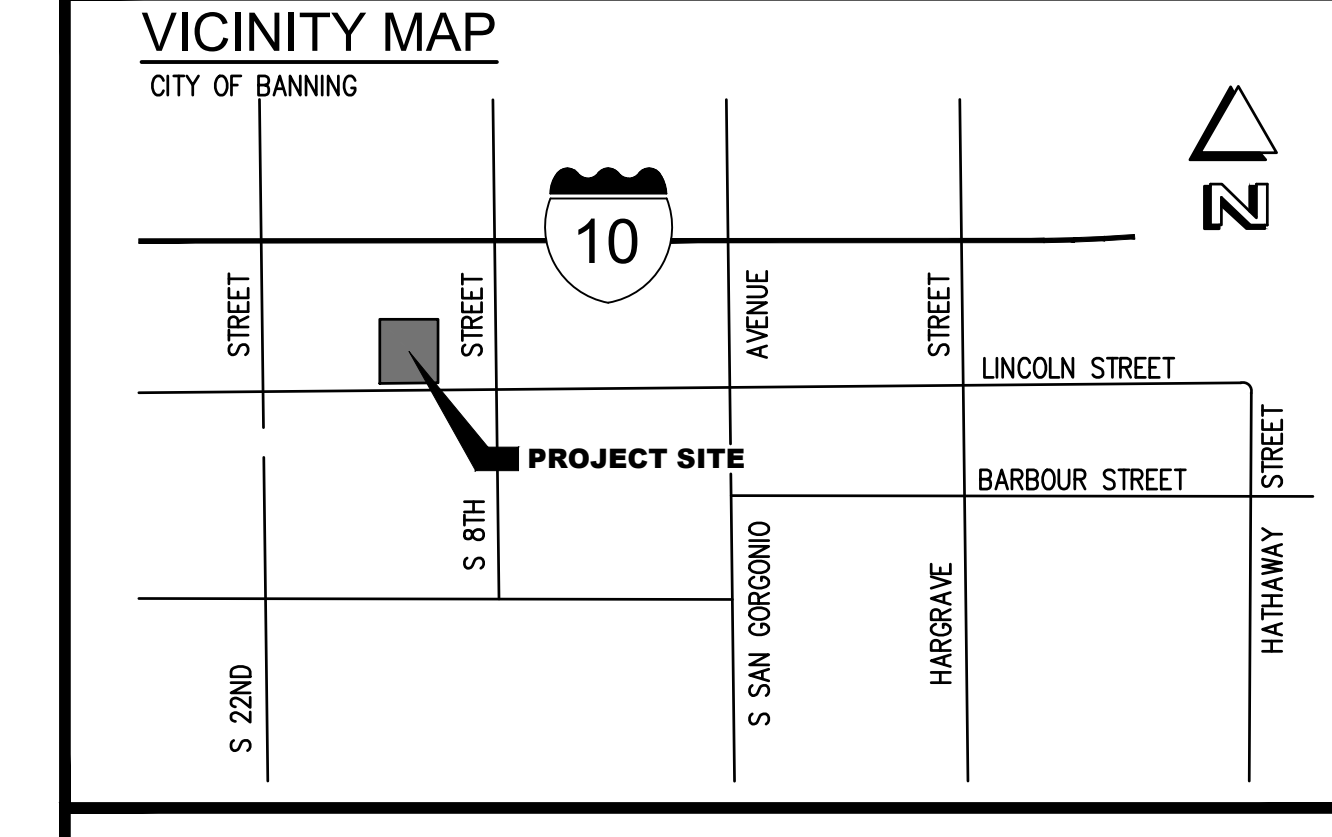 VICINITY MAP
CITY OF BANNING
N
10
STREET
STREET
AVENUE
STREET
LINCOLN STREET
STREET
PROJECT SITE
BARBOUR STREET
S 8TH
S SAN GORGONIO
HARGRAVE
HATHAWAY
S 22ND